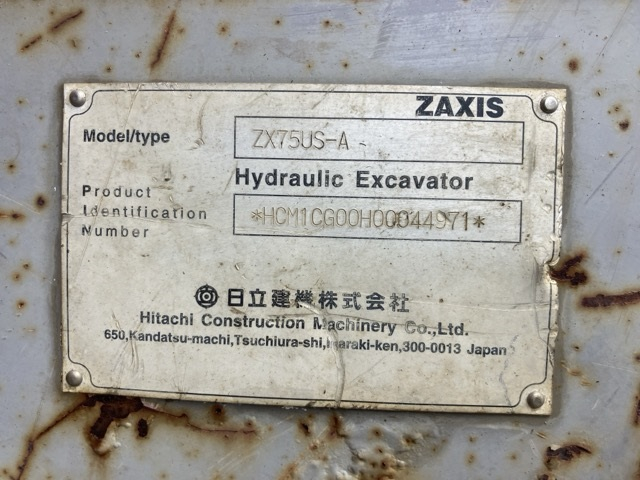 ZAXIS
Model/type ZX75US-A
Hydraulic Excavator
Product
Identification
Number
*HCM1CG00H00044971*
日立建機株式会社
Hitachi Construction Machinery Co.,Ltd.
650,Kandatsu-machi,Tsuchiura-shi,Ibaraki-ken,300-0013 Japan